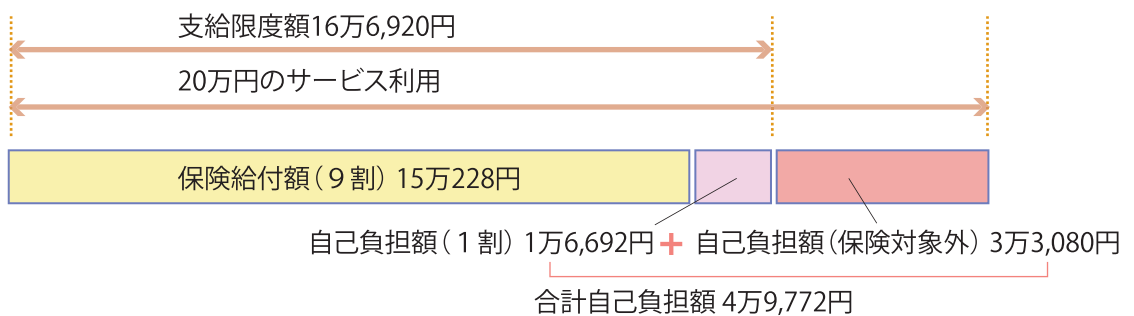 支給限度額16万6,920円
20万円のサービス利用
保険給付額（９割） 15万228円
自己負担額（１割） 1万6,692円 + 自己負担額（保険対象外） 3万3,080円
合計自己負担額 4万9,772円